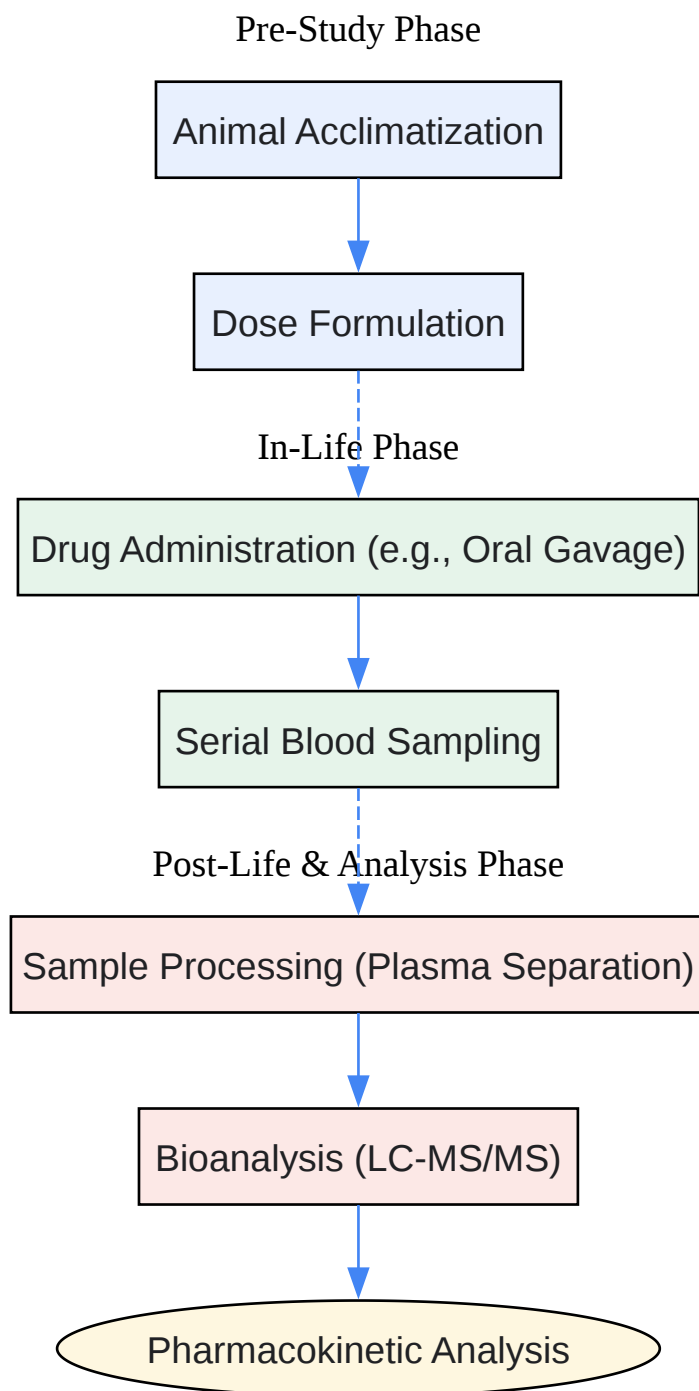 Pre-Study Phase
Animal Acclimatization
Dose Formulation
In-Life Phase
Drug Administration (e.g., Oral Gavage)
Serial Blood Sampling
Post-Life & Analysis Phase
Sample Processing (Plasma Separation)
Bioanalysis (LC-MS/MS)
Pharmacokinetic Analysis